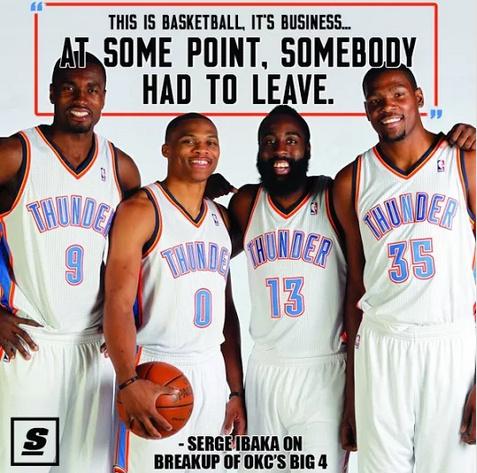 “
THIS IS BASKETBALL, IT'S BUSINESS...
AT SOME POINT, SOMEBODY
HAD TO LEAVE.
”
THUNDER
9
THUNDE
0
THUNDER
13
THUNDER
35
S
- SERGE IBAKA ON
BREAKUP OF OKC'S BIG 4